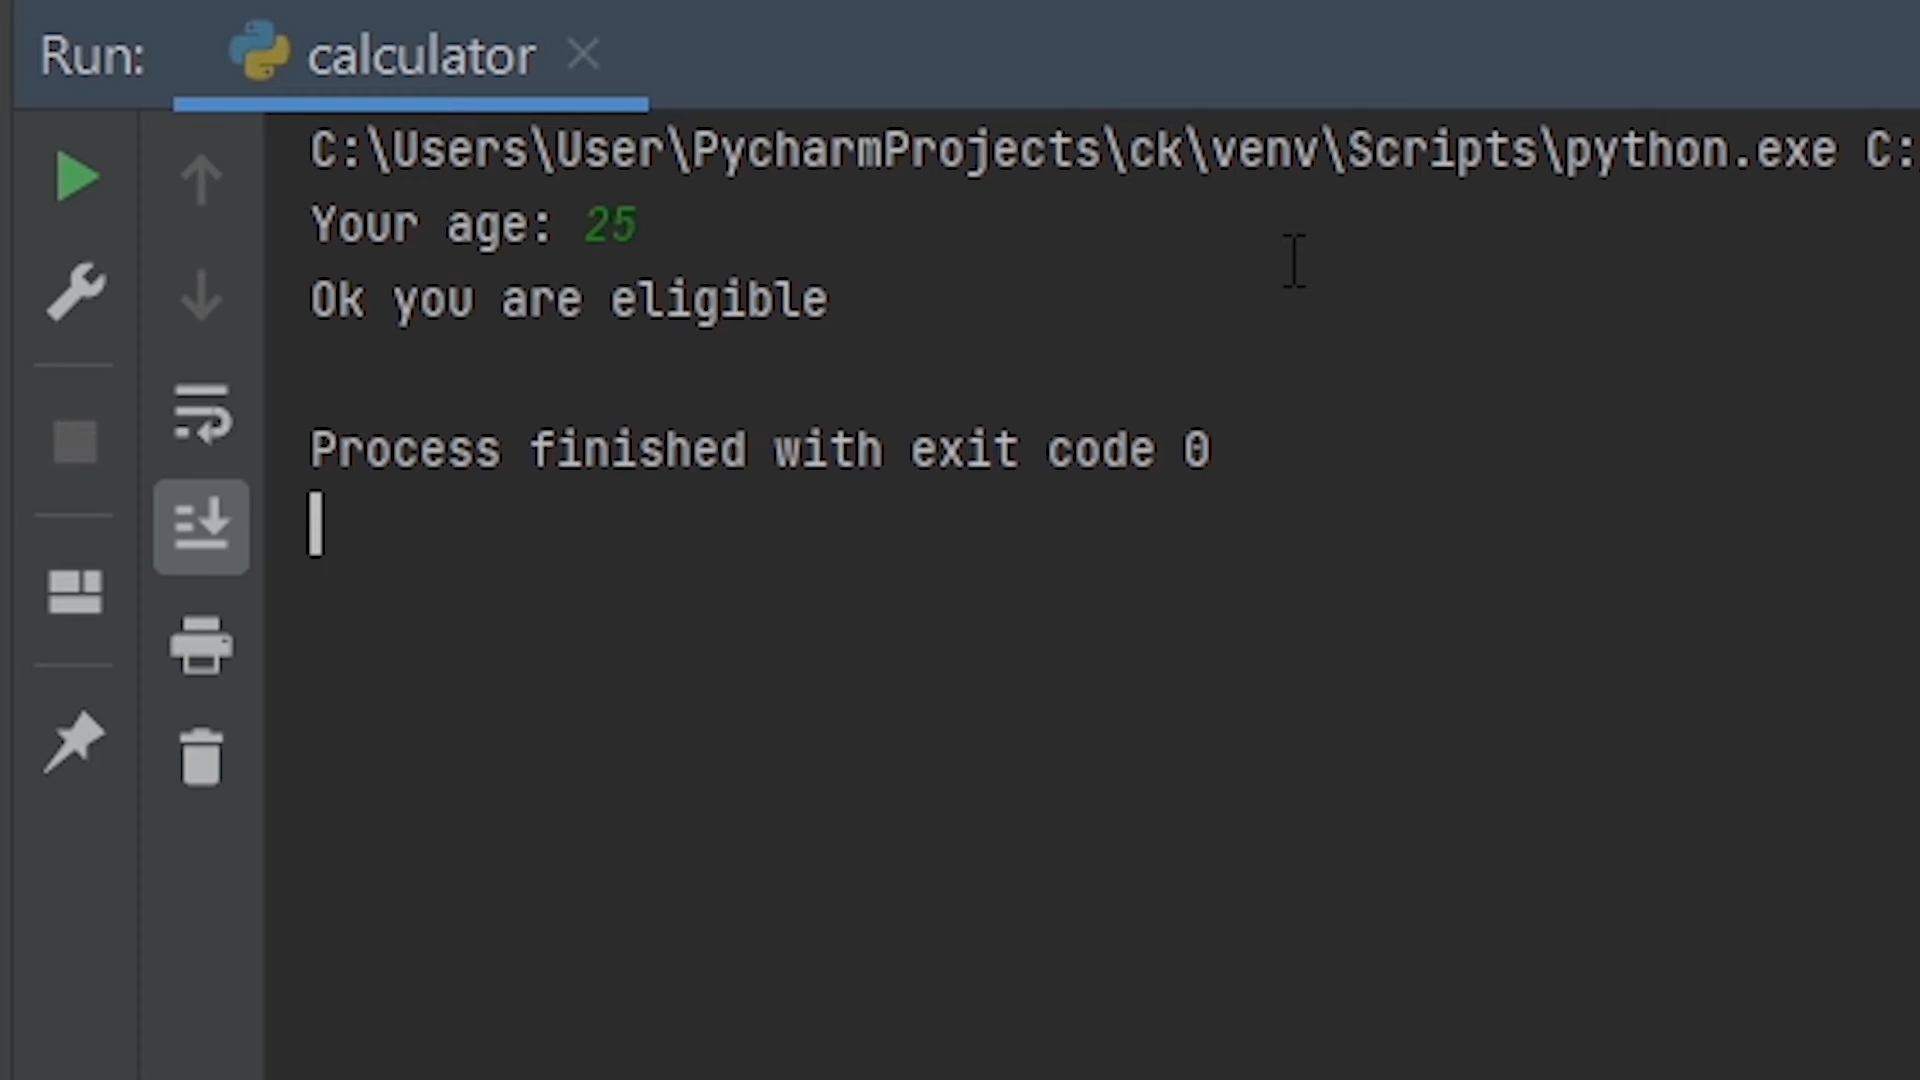 Run: calculator
C:\Users\User\PycharmProjects\ck\venv\Scripts\python.exe C:
Your age: 25
Ok you are eligible
Process finished with exit code 0